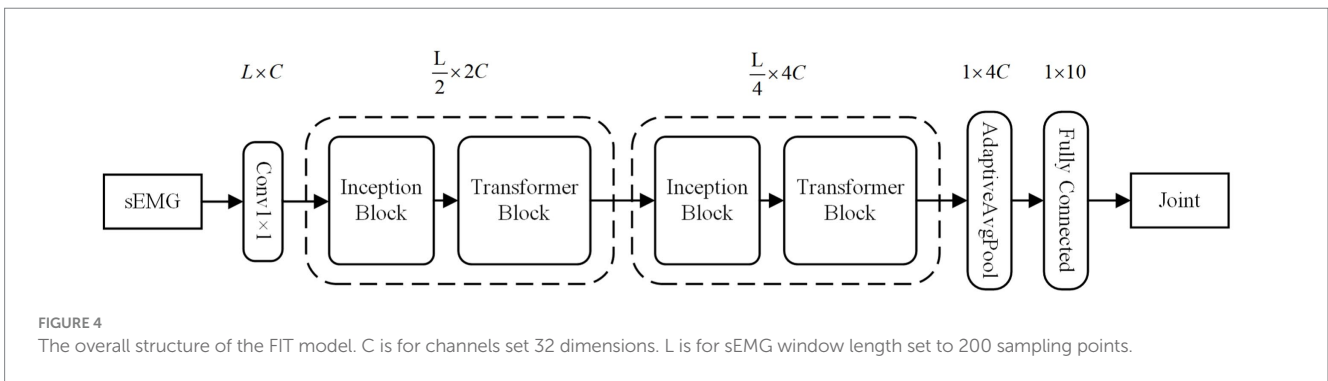 L×C
L/2 ×2C
L/4 ×4C
1×4C
1×10
sEMG
Conv1×1
Inception
Block
Transformer
Block
Inception
Block
Transformer
Block
AdaptiveAvgPool
Fully Connected
Joint
FIGURE 4
The overall structure of the FIT model. C is for channels set 32 dimensions. L is for sEMG window length set to 200 sampling points.